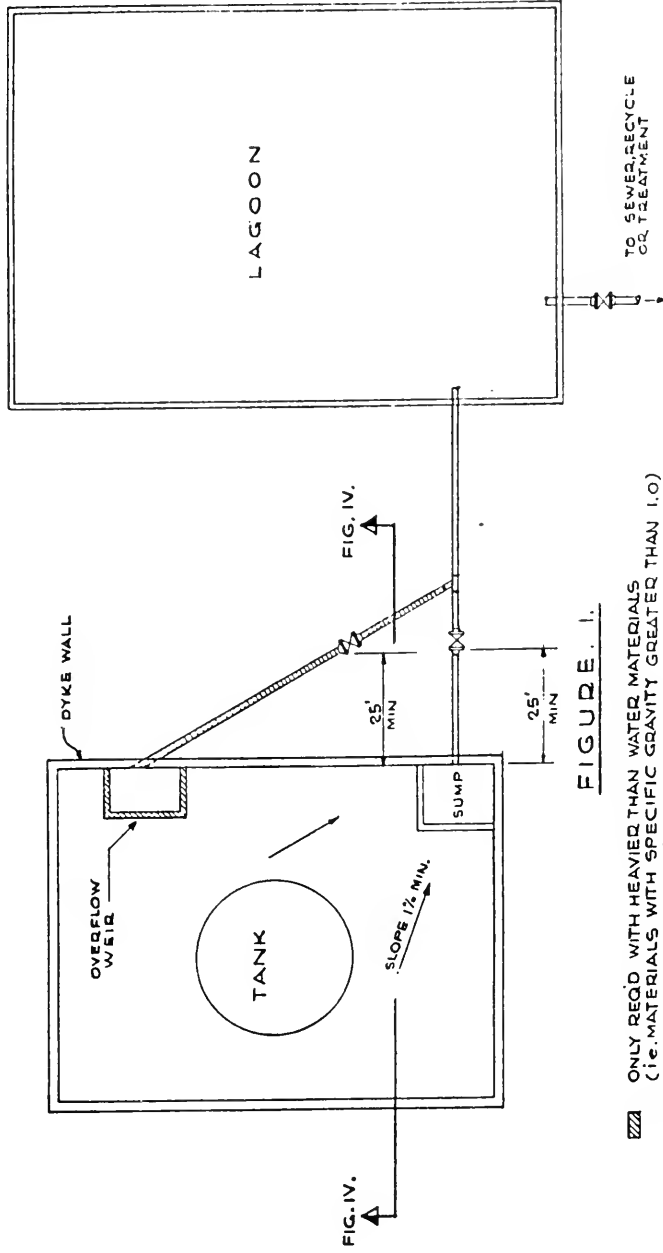 LAGOON
TO SEWER, RECYCLE
OR TREATMENT
DYKE WALL
OVERFLOW
WEIR
TANK
SLOPE 1% MIN.
SUMP
25'
MIN
25'
MIN
FIG. IV.
FIG. IV.
FIGURE. 1.
ONLY REQ'D WITH HEAVIER THAN WATER MATERIALS
(i.e. MATERIALS WITH SPECIFIC GRAVITY GREATER THAN 1.0)